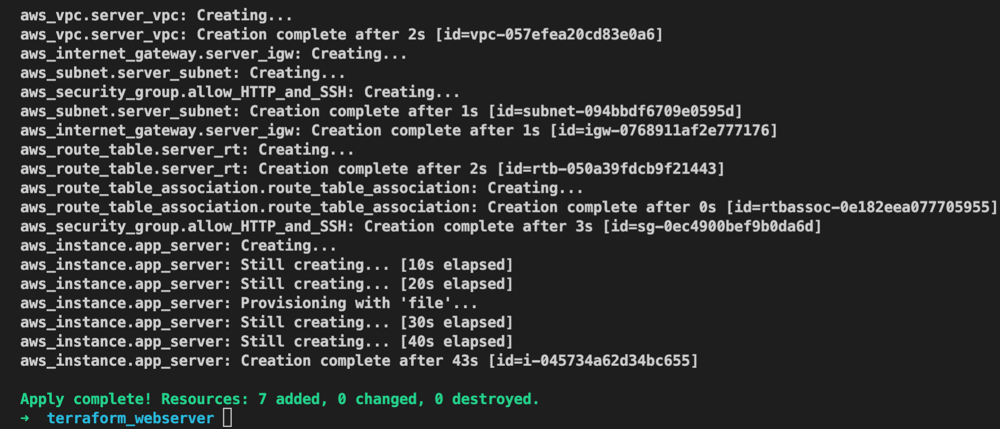 aws_vpc.server_vpc: Creating...
aws_vpc.server_vpc: Creation complete after 2s [id=vpc-057efea20cd83e0a6]
aws_internet_gateway.server_igw: Creating...
aws_subnet.server_subnet: Creating...
aws_security_group.allow_HTTP_and_SSH: Creating...
aws_subnet.server_subnet: Creation complete after 1s [id=subnet-094bbdf6709e0595d]
aws_internet_gateway.server_igw: Creation complete after 1s [id=igw-0768911af2e777176]
aws_route_table.server_rt: Creating...
aws_route_table.server_rt: Creation complete after 2s [id=rtb-050a39fdcb9f21443]
aws_route_table_association.route_table_association: Creating...
aws_route_table_association.route_table_association: Creation complete after 0s [id=rtbassoc-0e182eea077705955]
aws_security_group.allow_HTTP_and_SSH: Creation complete after 3s [id=sg-0ec4900bef9b0da6d]
aws_instance.app_server: Creating...
aws_instance.app_server: Still creating... [10s elapsed]
aws_instance.app_server: Still creating... [20s elapsed]
aws_instance.app_server: Provisioning with 'file'...
aws_instance.app_server: Still creating... [30s elapsed]
aws_instance.app_server: Still creating... [40s elapsed]
aws_instance.app_server: Creation complete after 43s [id=i-045734a62d34bc655]
Apply complete! Resources: 7 added, 0 changed, 0 destroyed.
➜ terraform_webserver